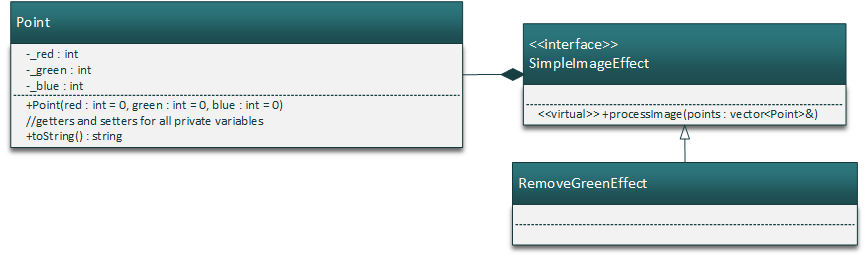 Point
-_red : int
-_green : int
-_blue : int
+Point(red : int = 0, green : int = 0, blue : int = 0)
//getters and setters for all private variables
+toString() : string
<<interface>>
SimpleImageEffect
<<virtual>> +processImage(points : vector<Point>&)
RemoveGreenEffect